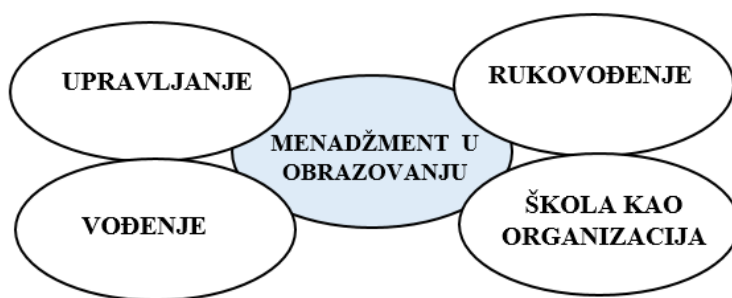 UPRAVLJANJE
RUKOVOĐENJE
MENADŽMENT U
OBRAZOVANJU
VOĐENJE
ŠKOLA KAO
ORGANIZACIJA